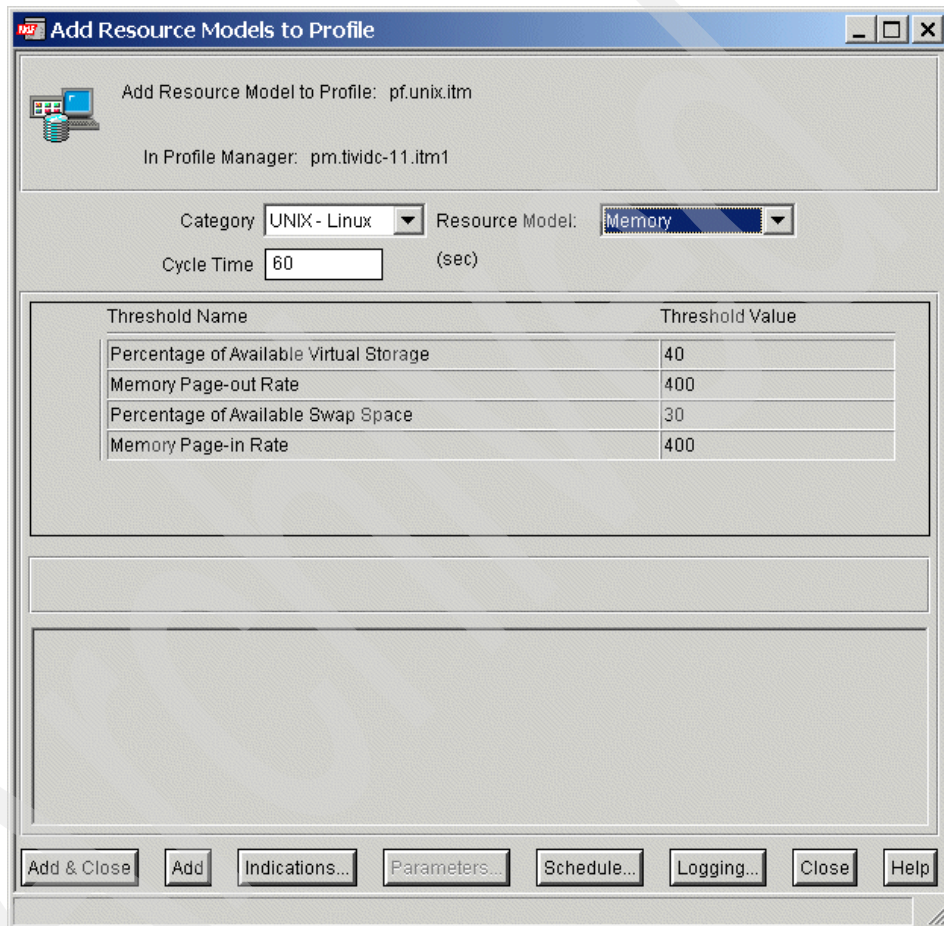 Add Resource Models to Profile
Add Resource Model to Profile: pf.unix.itm
In Profile Manager: pm.tividc-11.itm1
Category UNIX - Linux Resource Model: Memory
Cycle Time 60 (sec)
Threshold Name Threshold Value
Percentage of Available Virtual Storage 40
Memory Page-out Rate 400
Percentage of Available Swap Space 30
Memory Page-in Rate 400
Add & Close Add Indications... Parameters... Schedule... Logging... Close Help